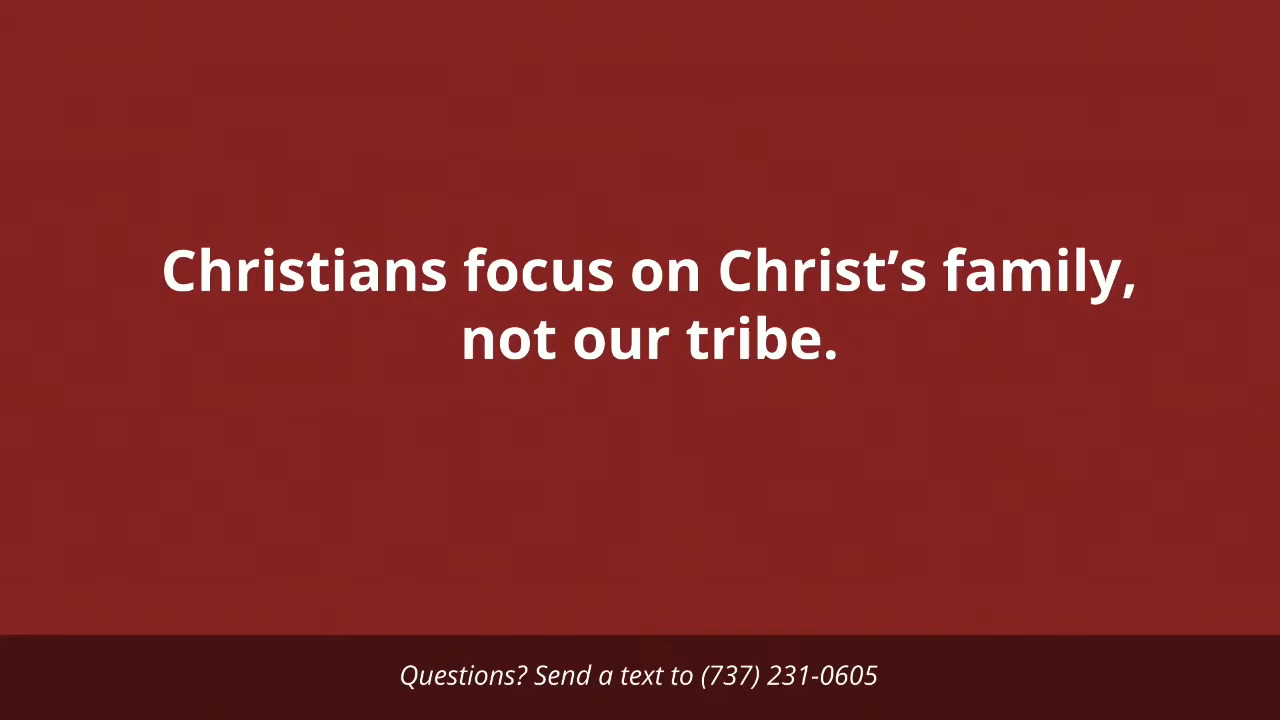 Christians focus on Christ’s family,
not our tribe.
Questions? Send a text to (737) 231-0605